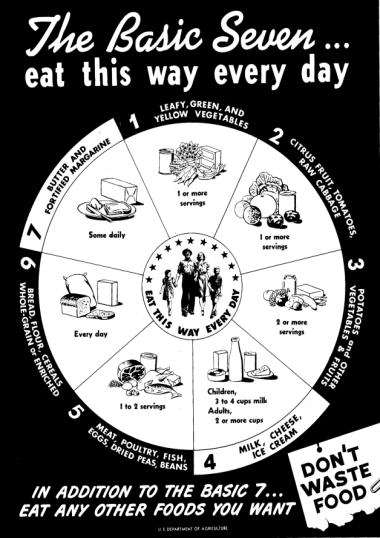 The Basic Seven...
eat this way every day
1
LEAFY, GREEN, AND
YELLOW VEGETABLES
1 or more
servings
2
CITRUS FRUIT, TOMATOES,
RAW CABBAGE
1 or more
servings
3
POTATOES and OTHER
VEGETABLES & FRUITS
2 or more
servings
4
MILK, CHEESE,
ICE CREAM
Children,
3 to 4 cups milk
Adults,
2 or more cups
5
MEAT, POULTRY, FISH,
EGGS, DRIED PEAS, BEANS
1 to 2 servings
6
BREAD, FLOUR, CEREALS
WHOLE-GRAIN or ENRICHED
Every day
7
BUTTER AND
FORTIFIED MARGARINE
Some daily
EAT THIS WAY EVERY DAY
DON'T
WASTE
FOOD
IN ADDITION TO THE BASIC 7...
EAT ANY OTHER FOODS YOU WANT
U.S. DEPARTMENT OF AGRICULTURE